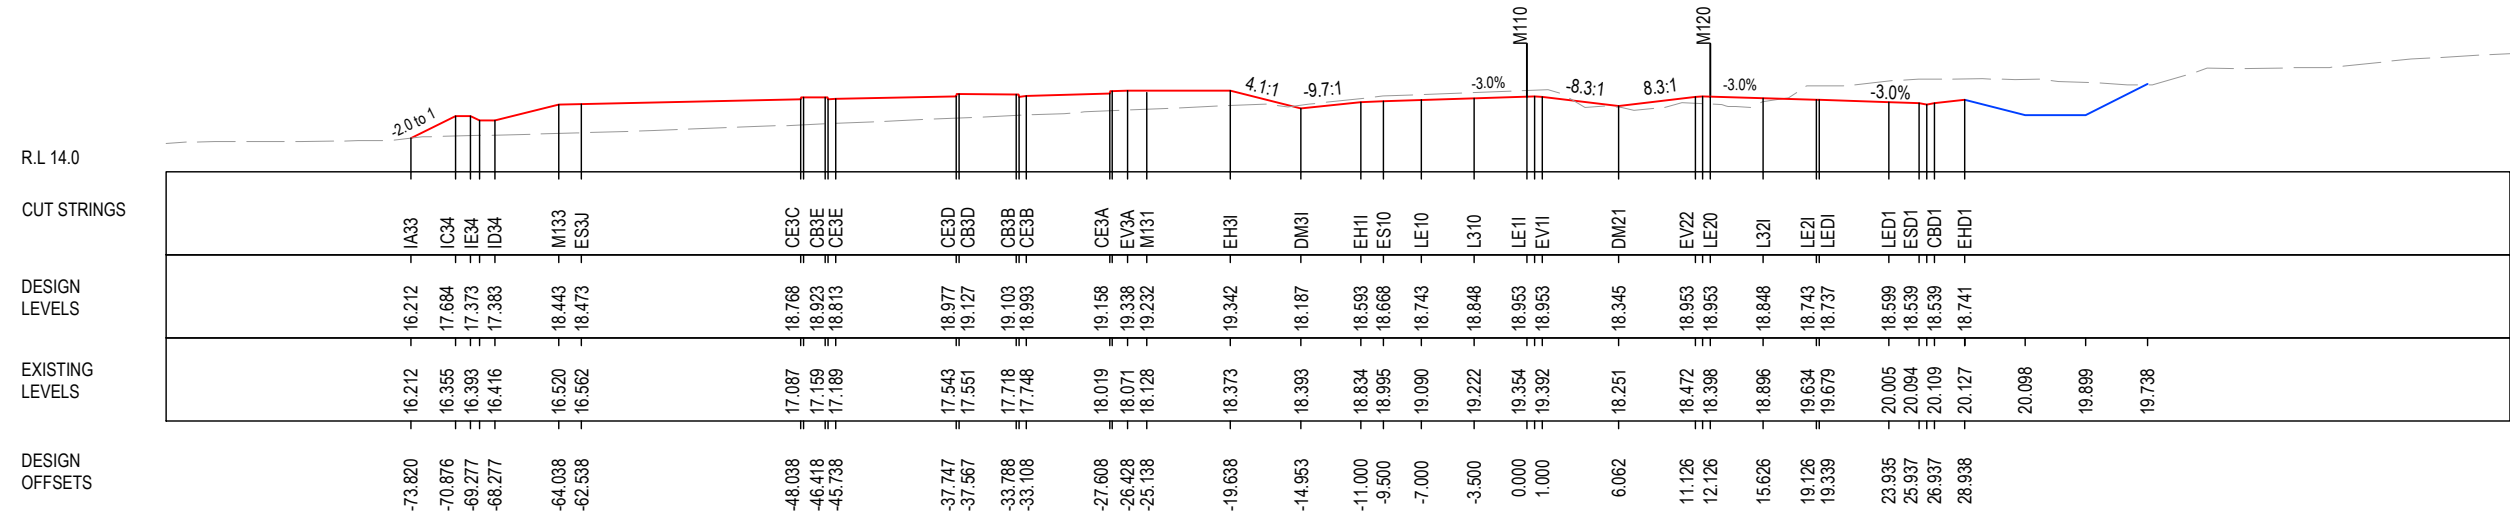 M110
M120
-2.0 to 1
4.1:1
-9.7:1
-3.0%
-8.3:1
8.3:1
-3.0%
-3.0%
R.L 14.0
CUT STRINGS
IA33 IC34 IE34 ID34 M133 ES3J CE3C CB3E CE3E CE3D CB3D CB3B CE3B CE3A EV3A M131 EH3I DM3I EH1I ES10 LE10 L310 LE1I EV1I DM21 EV22 LE20 L32I LE2I LEDI LED1 ESD1 CBD1 EHD1
DESIGN
LEVELS
16.212 17.684 17.373 17.383 18.443 18.473 18.768 18.923 18.813 18.977 19.127 19.103 18.993 19.158 19.338 19.232 19.342 18.187 18.593 18.668 18.743 18.848 18.953 18.953 18.345 18.953 18.953 18.848 18.743 18.737 18.599 18.539 18.539 18.741
EXISTING
LEVELS
16.212 16.355 16.393 16.416 16.520 16.562 17.087 17.159 17.189 17.543 17.551 17.718 17.748 18.019 18.071 18.128 18.373 18.393 18.834 18.995 19.090 19.222 19.354 19.392 18.251 18.472 18.398 18.896 19.634 19.679 20.005 20.094 20.109 20.127 20.098 19.899 19.738
DESIGN
OFFSETS
-73.820 -70.876 -69.277 -68.277 -64.038 -62.538 -48.038 -46.418 -45.738 -37.747 -37.567 -33.788 -33.108 -27.608 -26.428 -25.138 -19.638 -14.953 -11.000 -9.500 -7.000 -3.500 0.000 1.000 6.062 11.126 12.126 15.626 19.126 19.339 23.935 25.937 26.937 28.938